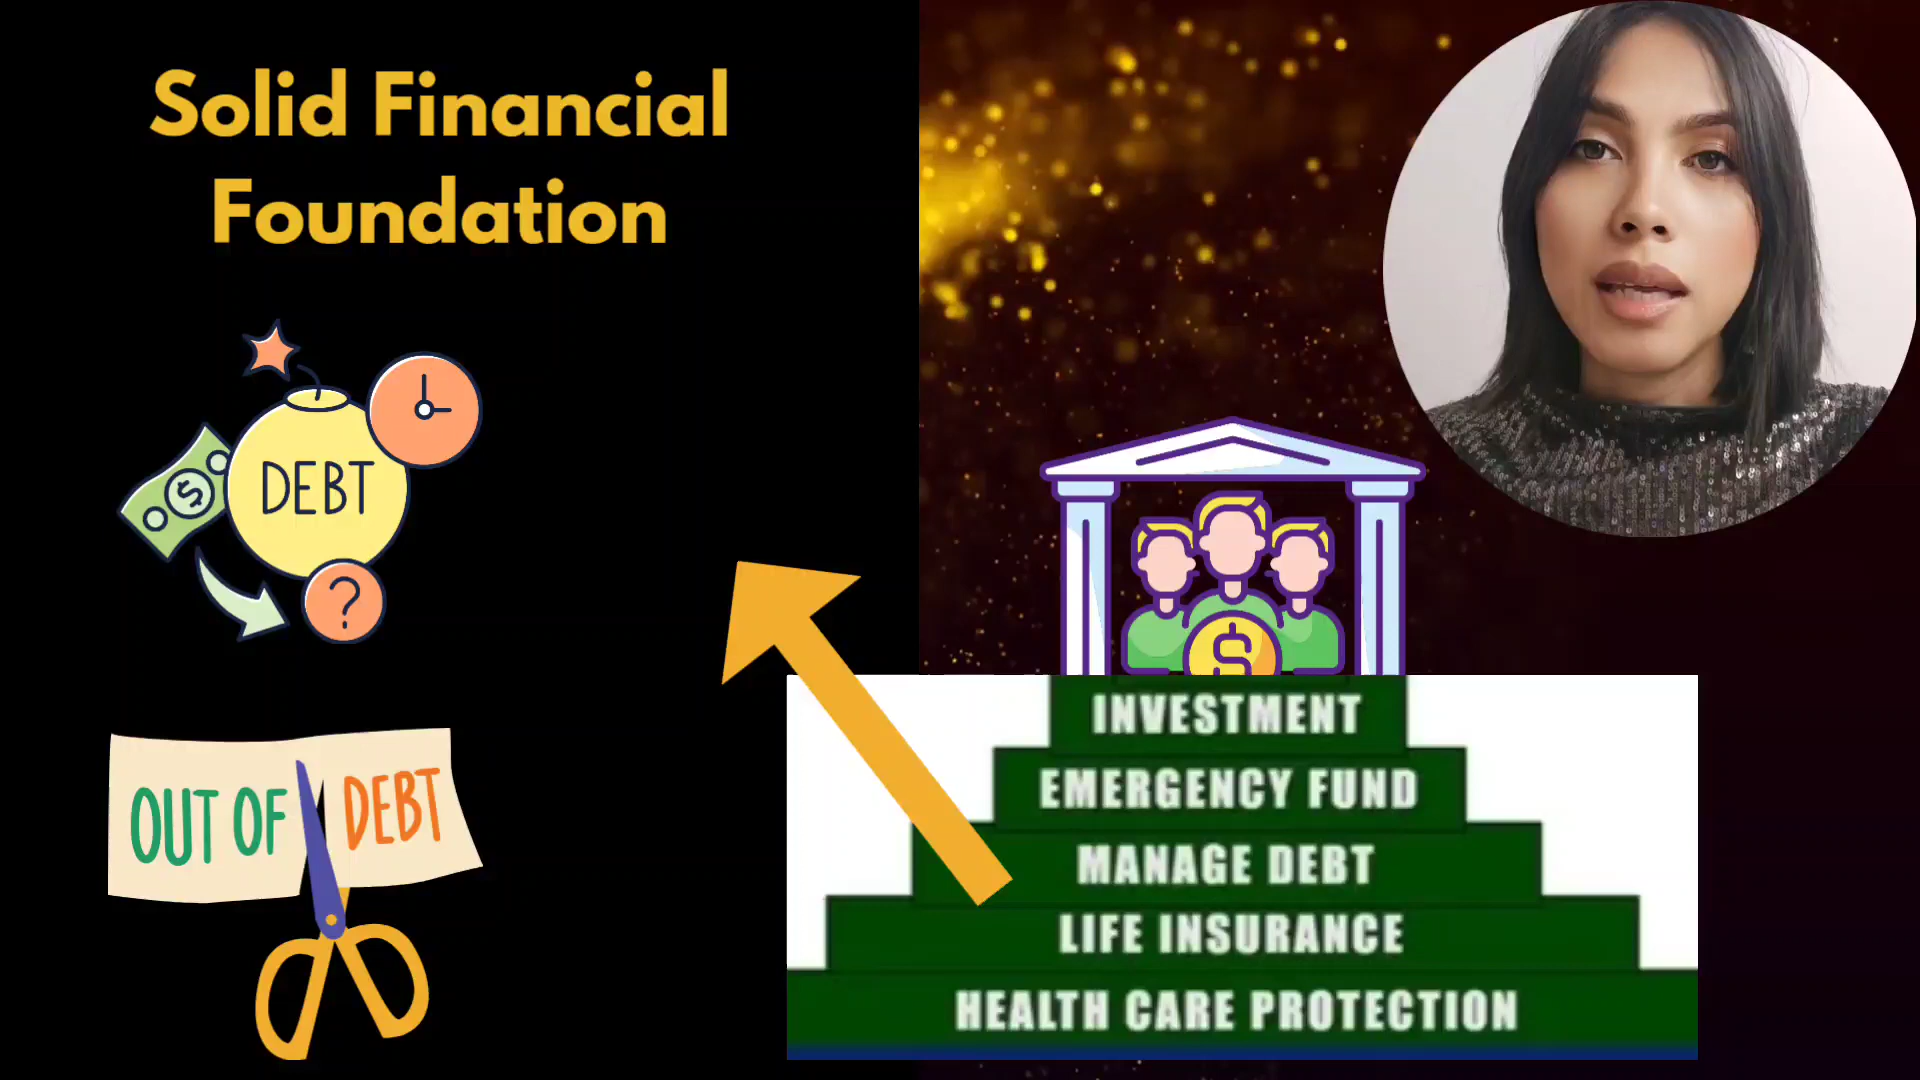 Solid Financial
Foundation
DEBT
?
$
OUT OF DEBT
$
INVESTMENT
EMERGENCY FUND
MANAGE DEBT
LIFE INSURANCE
HEALTH CARE PROTECTION